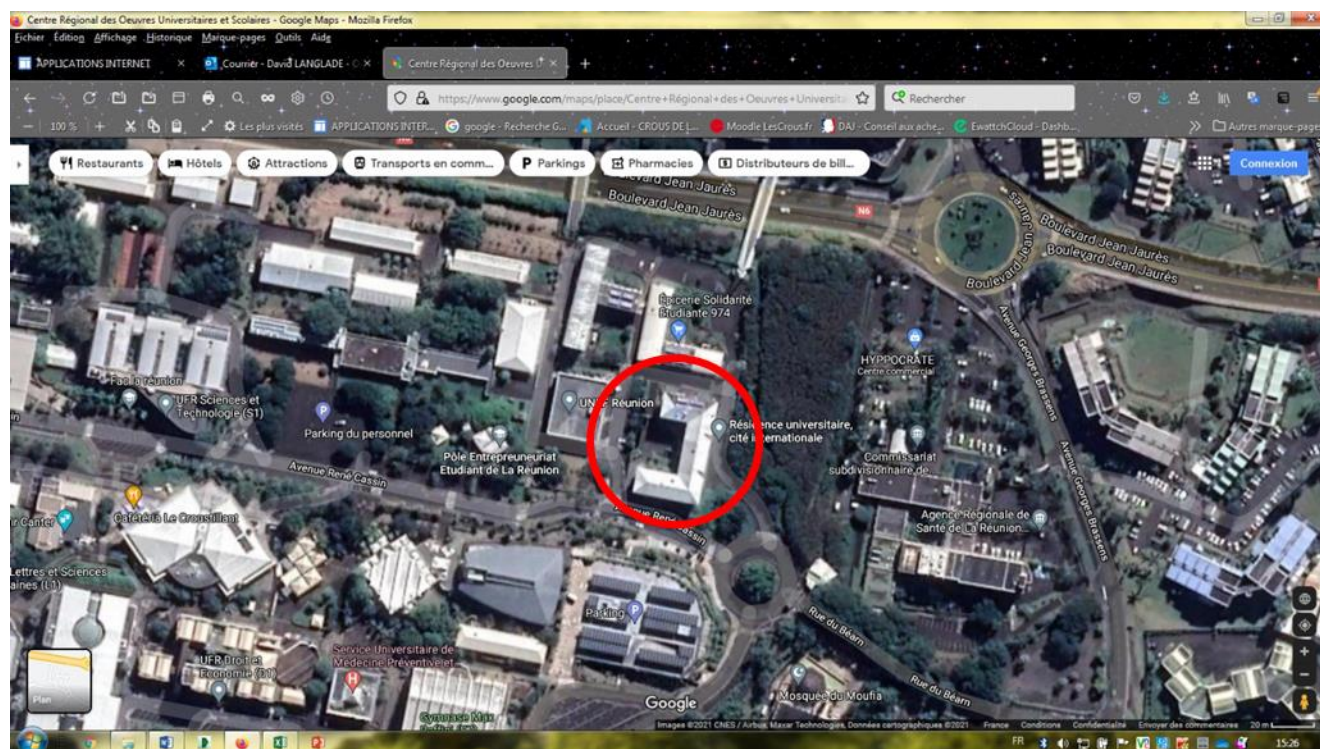 Centre Régional des Oeuvres Universitaires et Scolaires - Google Maps - Mozilla Firefox
Fichier Édition Affichage Historique Marque-pages Outils Aide
APPLICATIONS INTERNET
Courrier - David LANGLADE -
Centre Régional des Oeuvres U
https://www.google.com/maps/place/Centre+Régional+des+Oeuvres+Universita
Rechercher
100 %
Les plus visités
APPLICATIONS INTER...
google - Recherche G...
Accueil - CROUS DE L...
Moodle LesCrous.fr
DAJ - Conseil aux ache...
EwattchCloud - Dashb...
Autres marque-page
Restaurants
Hôtels
Attractions
Transports en comm...
Parkings
Pharmacies
Distributeurs de bill...
Connexion
Boulevard Jean Jaurès
Boulevard Jean Jaurès
N6
Boulevard Jean Jaurès
Boulevard Jean Jaurès
Boulevard Jean Jaurès
Epicerie Solidarité
Etudiante 974
HYPPOCRATE
Centre commercial
Avenue Georges Brassens
Fac la réunion
UFR Sciences et
Technologie (S1)
Parking du personnel
Réunion
Résidence universitaire,
cité internationale
Pôle Entrepreuneuriat
Etudiant de La Réunion
Commissariat
subdivisionnaire de...
Avenue René Cassin
Avenue Georges Brassens
Cafétéria Le Croustillant
Canter
Avenue René Cassin
Agence Régionale de
Santé de La Réunion...
Lettres et Sciences
aines (L1)
Parking
Rue du Béarn
UFR Droit et
Economie (D1)
Service Universitaire de
Médecine Préventive et
Plan
Google
Mosquée du Moufia
Rue du Béarn
Gymnase Max
Images ©2021 CNES / Airbus, Maxar Technologies, Données cartographiques ©2021
France
Conditions
Confidentialité
Envoyer des commentaires
20 m
FR
15:26